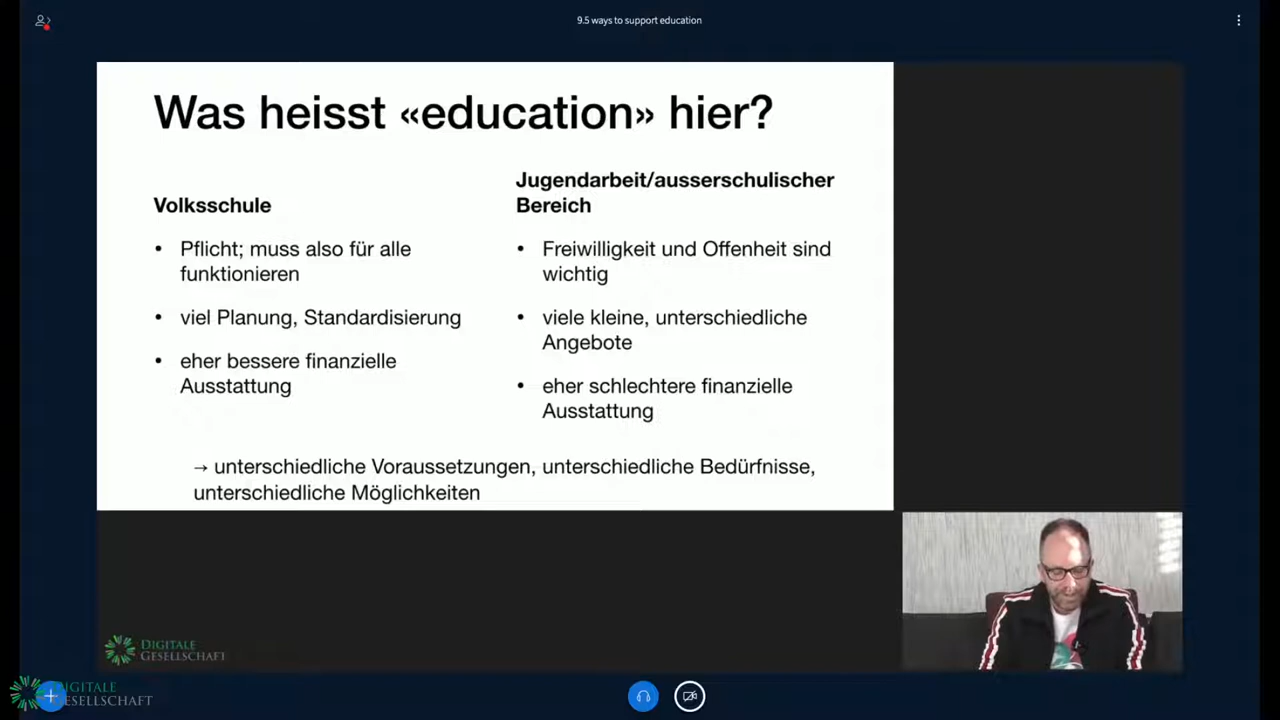 9.5 ways to support education
Was heisst «education» hier?
Volksschule
• Pflicht; muss also für alle
funktionieren
• viel Planung, Standardisierung
• eher bessere finanzielle
Ausstattung
Jugendarbeit/ausserschulischer
Bereich
• Freiwilligkeit und Offenheit sind
wichtig
• viele kleine, unterschiedliche
Angebote
• eher schlechtere finanzielle
Ausstattung
→ unterschiedliche Voraussetzungen, unterschiedliche Bedürfnisse,
unterschiedliche Möglichkeiten
DIGITALE
GESELLSCHAFT
DIGITALE
GESELLSCHAFT